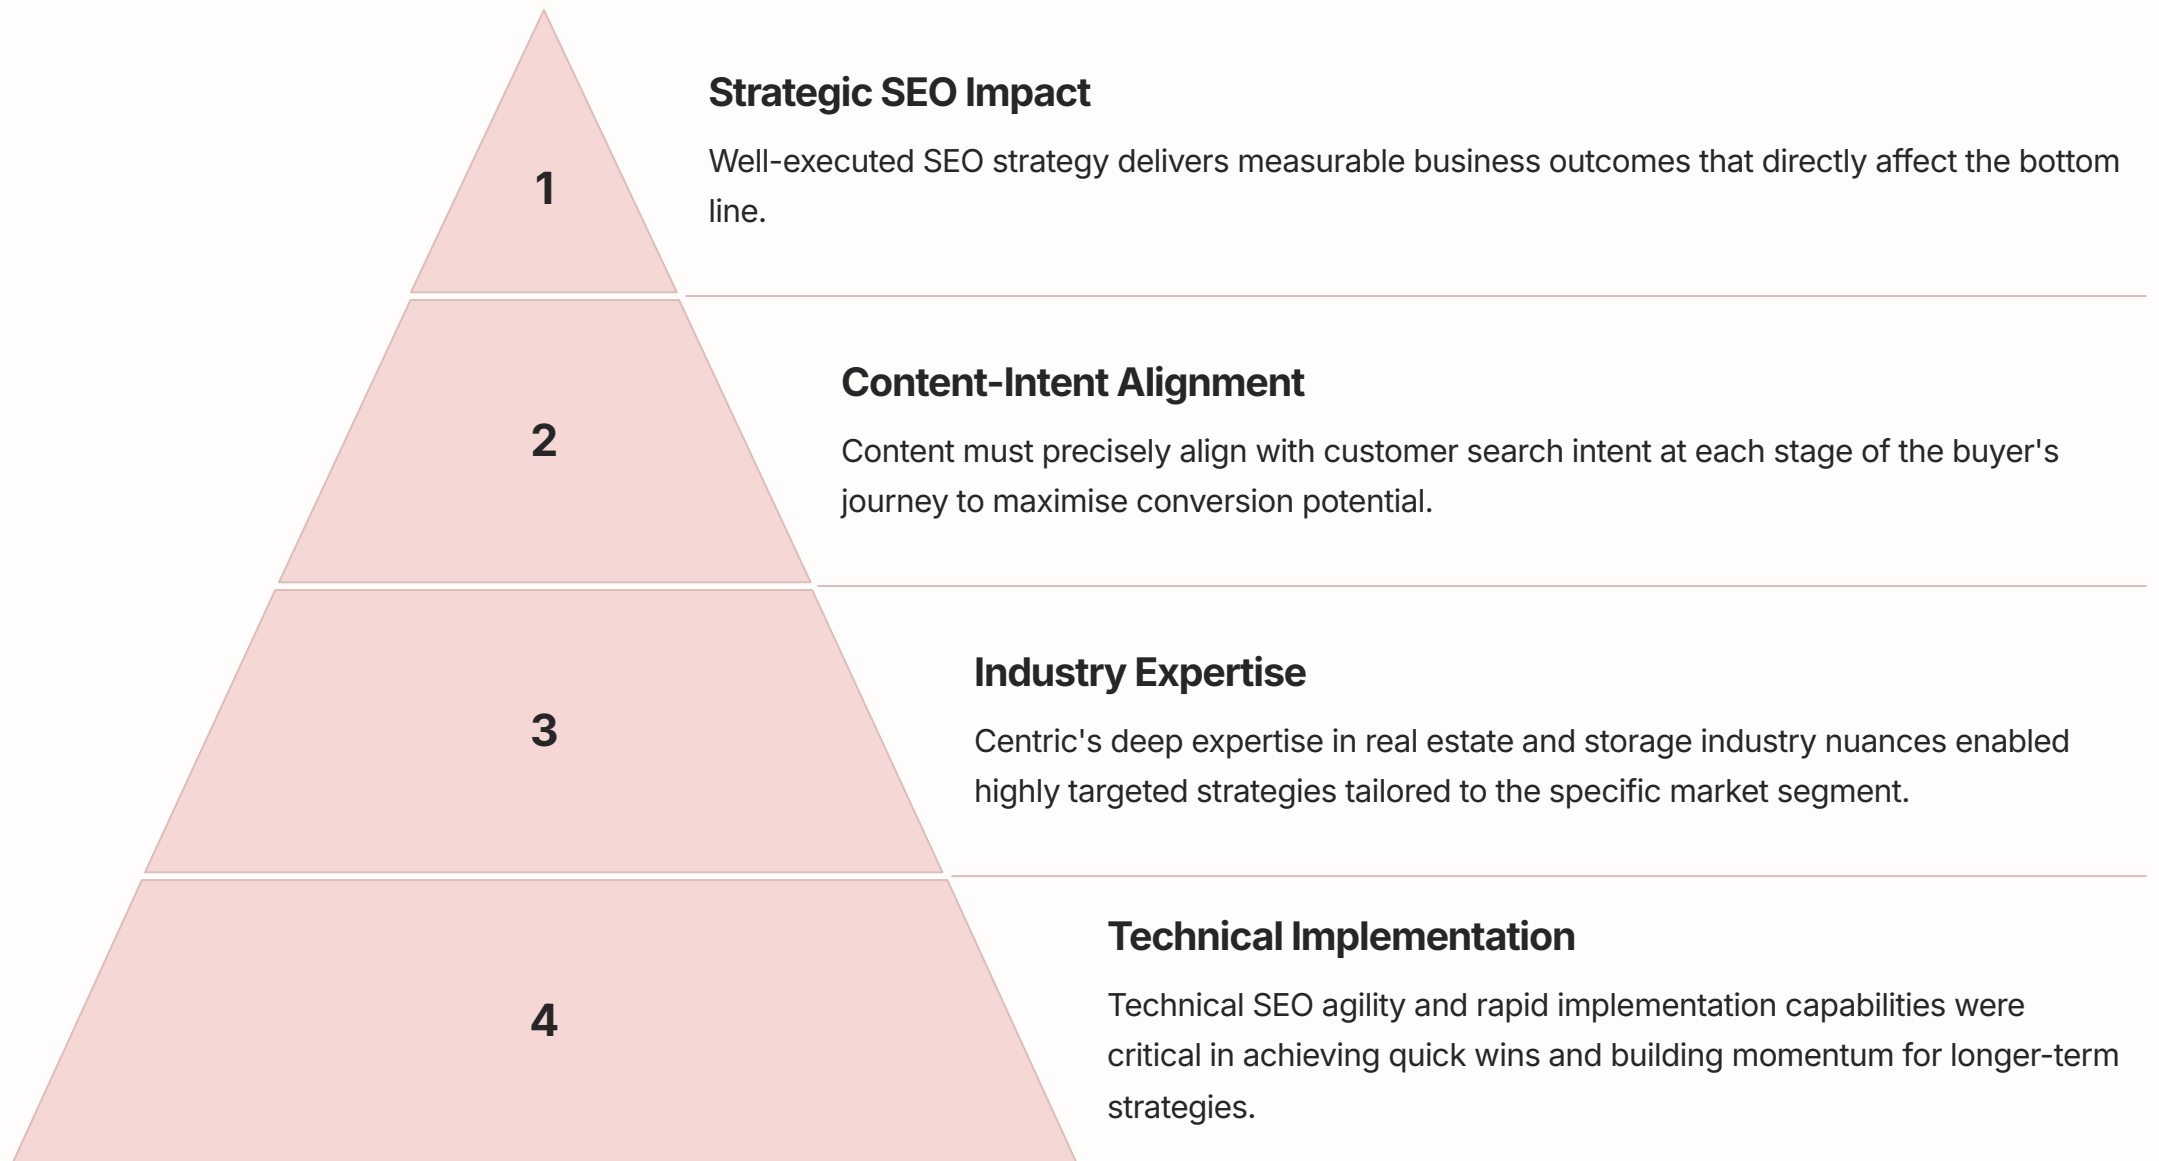 1
Strategic SEO Impact
Well-executed SEO strategy delivers measurable business outcomes that directly affect the bottom
line.
2
Content-Intent Alignment
Content must precisely align with customer search intent at each stage of the buyer's
journey to maximise conversion potential.
3
Industry Expertise
Centric's deep expertise in real estate and storage industry nuances enabled
highly targeted strategies tailored to the specific market segment.
4
Technical Implementation
Technical SEO agility and rapid implementation capabilities were
critical in achieving quick wins and building momentum for longer-term
strategies.